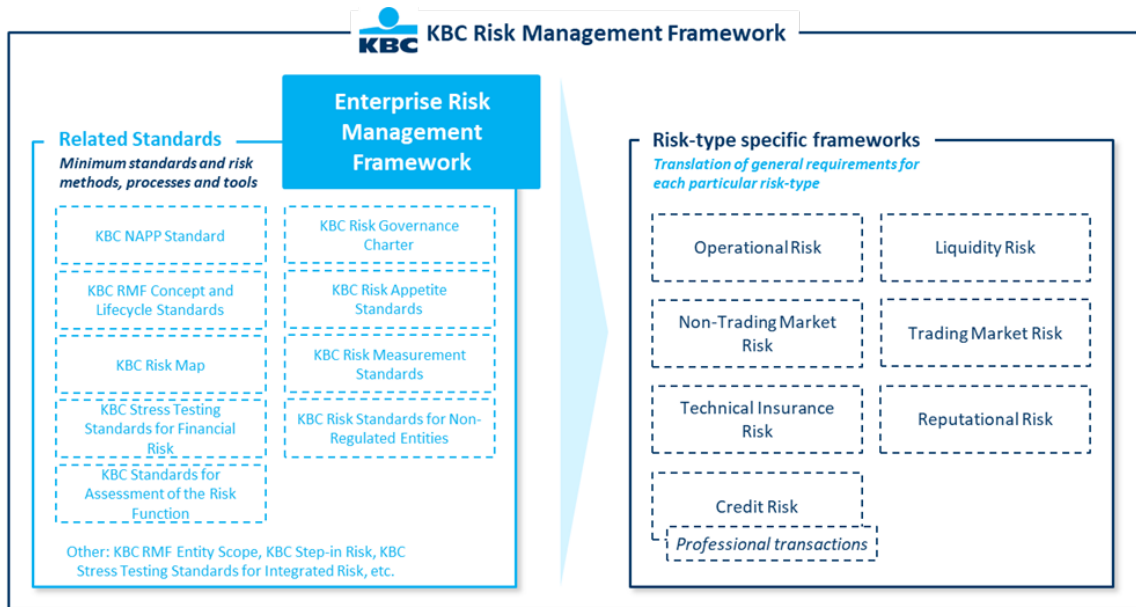 KBC
KBC Risk Management Framework
Enterprise Risk
Management
Framework
Related Standards
Minimum standards and risk
methods, processes and tools
KBC NAPP Standard
KBC Risk Governance
Charter
KBC RMF Concept and
Lifecycle Standards
KBC Risk Appetite
Standards
KBC Risk Map
KBC Risk Measurement
Standards
KBC Stress Testing
Standards for Financial
Risk
KBC Risk Standards for Non-
Regulated Entities
KBC Standards for
Assessment of the Risk
Function
Other: KBC RMF Entity Scope, KBC Step-in Risk, KBC
Stress Testing Standards for Integrated Risk, etc.
Risk-type specific frameworks
Translation of general requirements for
each particular risk-type
Operational Risk
Liquidity Risk
Non-Trading Market
Risk
Trading Market Risk
Technical Insurance
Risk
Reputational Risk
Credit Risk
Professional transactions